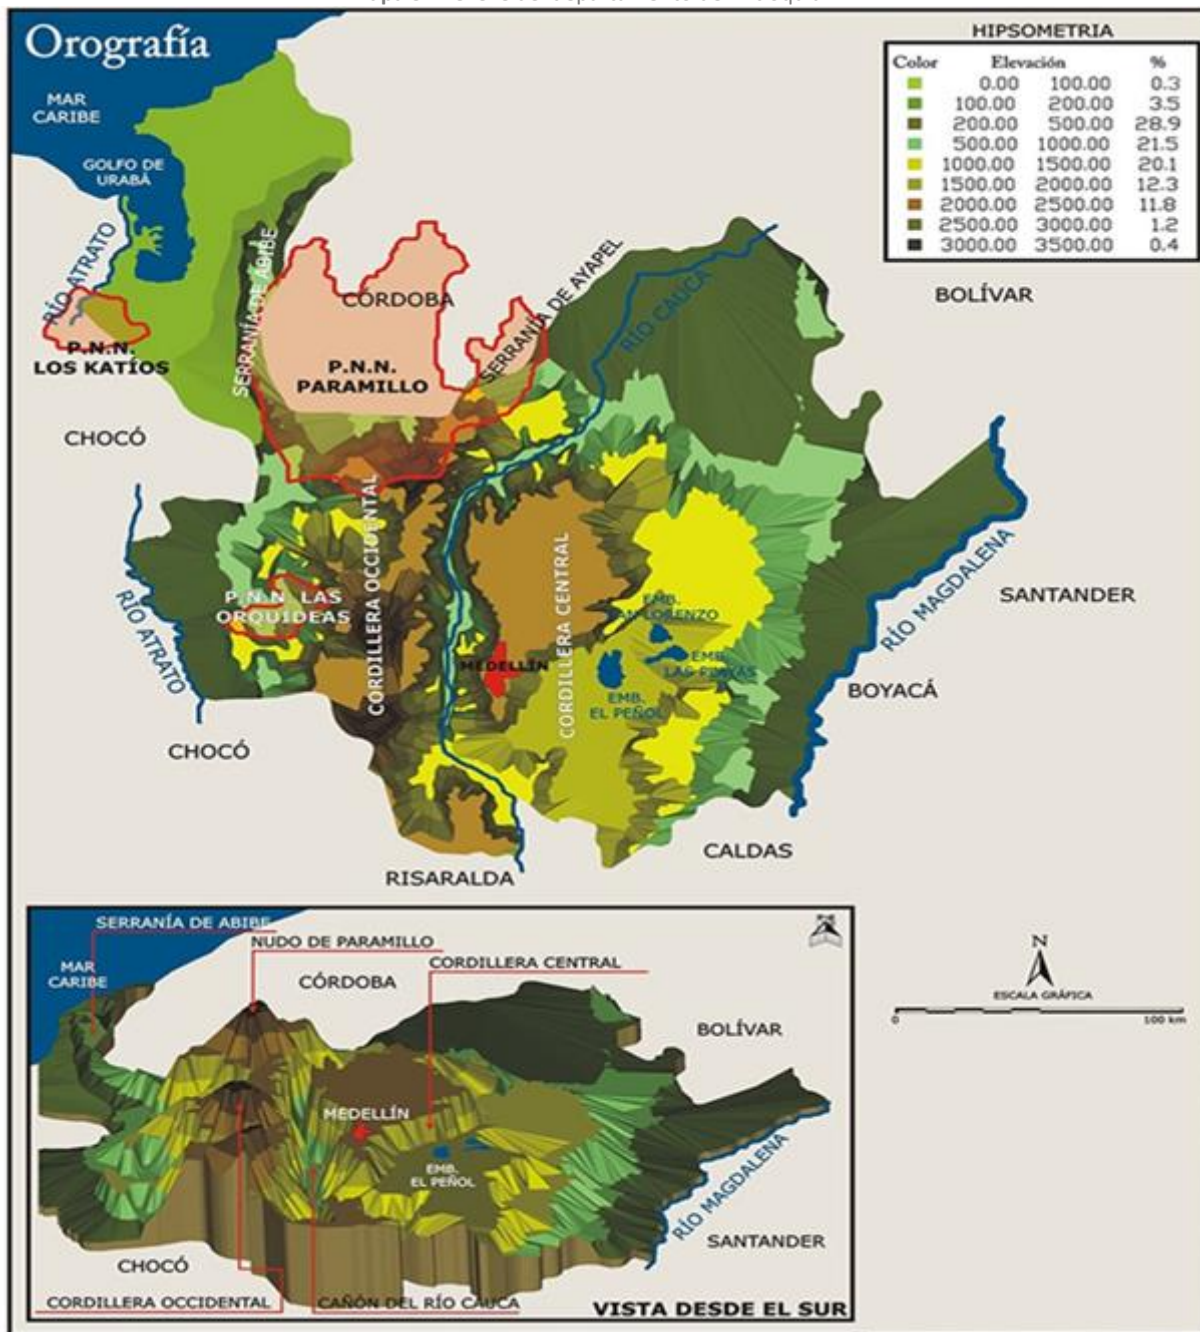 Orografía
HIPSOMETRIA
Color Elevación %
0.00 100.00 0.3
100.00 200.00 3.5
200.00 500.00 28.9
500.00 1000.00 21.5
1000.00 1500.00 20.1
1500.00 2000.00 12.3
2000.00 2500.00 11.8
2500.00 3000.00 1.2
3000.00 3500.00 0.4
MAR
CARIBE
GOLFO DE
URABÁ
RÍO ATRATO
SERRANÍA DE ABIBE
CÓRDOBA
SERRANÍA DE AYAPEL
RÍO CAUCA
BOLÍVAR
P.N.N.
LOS KATÍOS
P.N.N.
PARAMILLO
CHOCÓ
CORDILLERA OCCIDENTAL
CORDILLERA CENTRAL
RÍO MAGDALENA
SANTANDER
P.N.N. LAS
ORQUIDEAS
RÍO ATRATO
EMB.
LORENZO
MEDELLÍN
EMB.
LAS
EMB.
EL PEÑOL
BOYACÁ
CHOCÓ
CALDAS
RISARALDA
SERRANÍA DE ABIBE
NUDO DE PARAMILLO
CORDILLERA CENTRAL
MAR
CARIBE
CÓRDOBA
BOLÍVAR
MEDELLÍN
EMB.
EL PEÑOL
RÍO MAGDALENA
SANTANDER
CHOCÓ
CORDILLERA OCCIDENTAL
CAÑÓN DEL RÍO CAUCA
VISTA DESDE EL SUR
N
ESCALA GRÁFICA
0 100 km